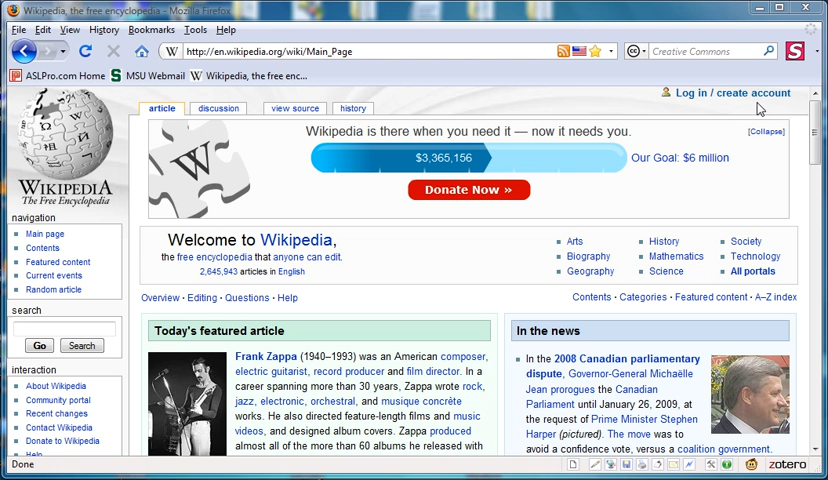 Wikipedia, the free encyclopedia - Mozilla Firefox
File Edit View History Bookmarks Tools Help
W http://en.wikipedia.org/wiki/Main_Page cc Creative Commons S
P ASLPro.com Home S MSU Webmail W Wikipedia, the free enc...
Log in / create account
article discussion view source history
Wikipedia is there when you need it — now it needs you.
[Collapse]
$3,365,156
Our Goal: $6 million
Donate Now »
W
WIKIPEDIA
The Free Encyclopedia
navigation
Main page
Contents
Featured content
Current events
Random article
search
Go Search
interaction
About Wikipedia
Community portal
Recent changes
Contact Wikipedia
Donate to Wikipedia
Help
Welcome to Wikipedia,
the free encyclopedia that anyone can edit.
2,645,943 articles in English
Arts
Biography
Geography
History
Mathematics
Science
Society
Technology
All portals
Overview · Editing · Questions · Help
Contents · Categories · Featured content · A–Z index
Today's featured article
Frank Zappa (1940–1993) was an American composer,
electric guitarist, record producer and film director. In a
career spanning more than 30 years, Zappa wrote rock,
jazz, electronic, orchestral, and musique concrète
works. He also directed feature-length films and music
videos, and designed album covers. Zappa produced
almost all of the more than 60 albums he released with
In the news
In the 2008 Canadian parliamentary
dispute, Governor-General Michaëlle
Jean prorogues the Canadian
Parliament until January 26, 2009, at
the request of Prime Minister Stephen
Harper (pictured). The move was to
avoid a confidence vote, versus a coalition government.
Done
zotero